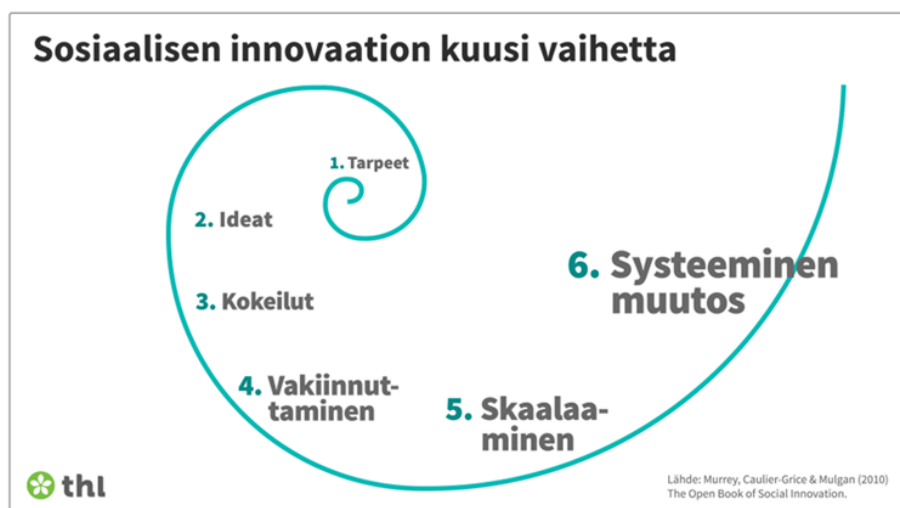 Sosiaalisen innovaation kuusi vaihetta
1. Tarpeet
2. Ideat
3. Kokeilut
4. Vakiinnut-
taminen
5. Skaalaa-
minen
6. Systeeminen
muutos
thl
Lähde: Murrey, Caulier-Grice & Mulgan (2010)
The Open Book of Social Innovation.